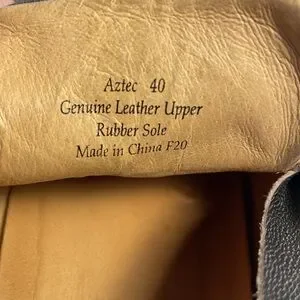 Aztec 40
Genuine Leather Upper
Rubber Sole
Made in China F20